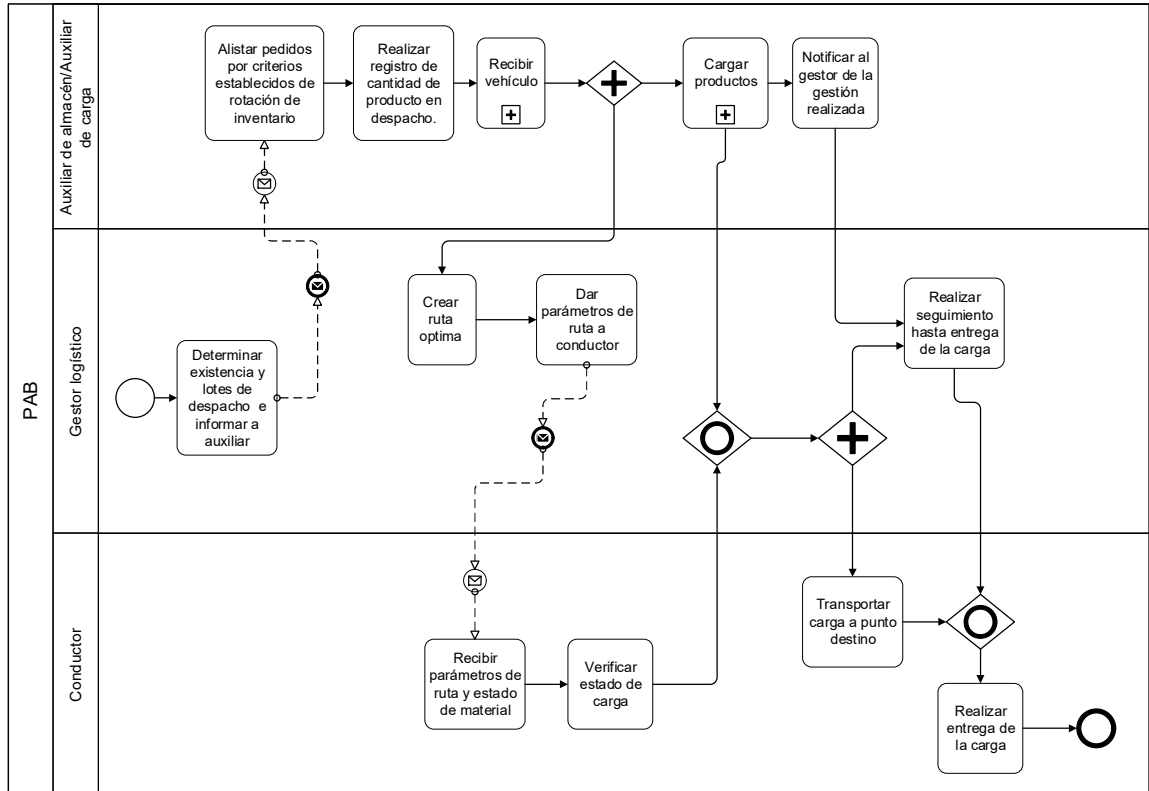 PAB
Auxiliar de almacén/Auxiliar
de carga
Alistar pedidos
por criterios
establecidos de
rotación de
inventario
Realizar
registro de
cantidad de
producto en
despacho.
Recibir
vehículo
Cargar
productos
Notificar al
gestor de la
gestión
realizada
Gestor logístico
Determinar
existencia y
lotes de
despacho e
informar a
auxiliar
Crear
ruta
optima
Dar
parámetros de
ruta a
conductor
Realizar
seguimiento
hasta entrega
de la carga
Conductor
Recibir
parámetros de
ruta y estado
de material
Verificar
estado de
carga
Transportar
carga a punto
destino
Realizar
entrega de
la carga